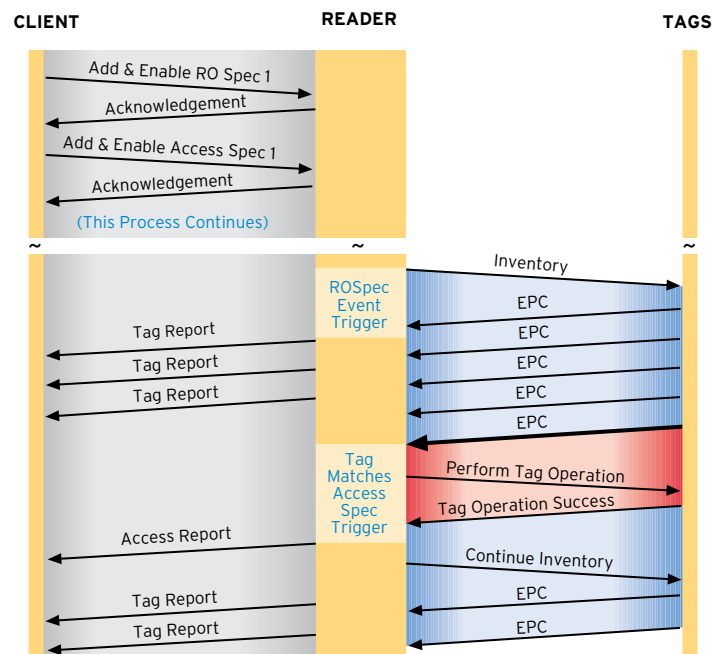 CLIENT
READER
TAGS
Add & Enable RO Spec 1
Acknowledgement
Add & Enable Access Spec 1
Acknowledgement
(This Process Continues)
~
~
~
Inventory
ROSpec
Event
Trigger
EPC
Tag Report
EPC
Tag Report
EPC
Tag Report
EPC
EPC
Tag
Matches
Access
Spec
Trigger
Perform Tag Operation
Tag Operation Success
Access Report
Continue Inventory
Tag Report
EPC
Tag Report
EPC